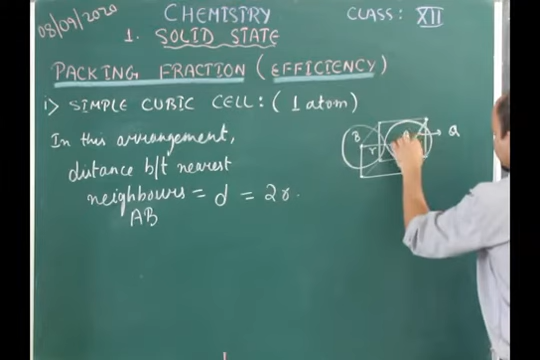 08/09/2020
CHEMISTRY
CLASS: XII
1. SOLID STATE
PACKING FRACTION (EFFICIENCY)
i> SIMPLE CUBIC CELL: (1 atom)
In this arrangement,
distance b/t nearest
neighbours = d = 2r.
AB
B
r
A
a